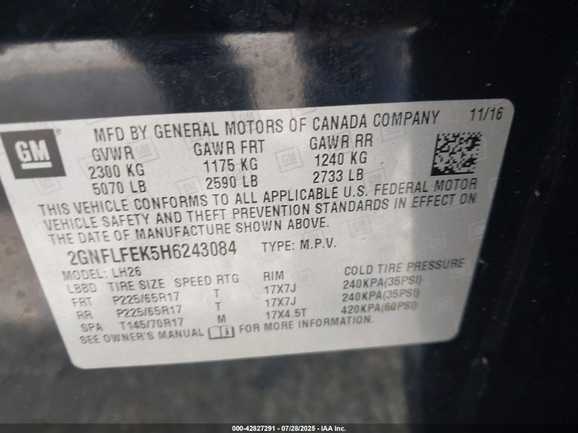 MFD BY GENERAL MOTORS OF CANADA COMPANY 11/16
GM
GVWR GAWR FRT GAWR RR
2300 KG 1175 KG 1240 KG
5070 LB 2590 LB 2733 LB
THIS VEHICLE CONFORMS TO ALL APPLICABLE U.S. FEDERAL MOTOR
VEHICLE SAFETY AND THEFT PREVENTION STANDARDS IN EFFECT ON
THE DATE OF MANUFACTURE SHOWN ABOVE.
2GNFLFEK5H6243084 TYPE: M.P.V.
MODEL: LH26
LBBD TIRE SIZE SPEED RTG RIM COLD TIRE PRESSURE
FRT P225/65R17 T 17X7J 240KPA(35PSI)
RR P225/65R17 T 17X7J 240KPA(35PSI)
SPA T145/70R17 M 17X4.5T 420KPA(60PSI)
SEE OWNER'S MANUAL FOR MORE INFORMATION.
000-42827291 - 07/28/2025 - IAA Inc.